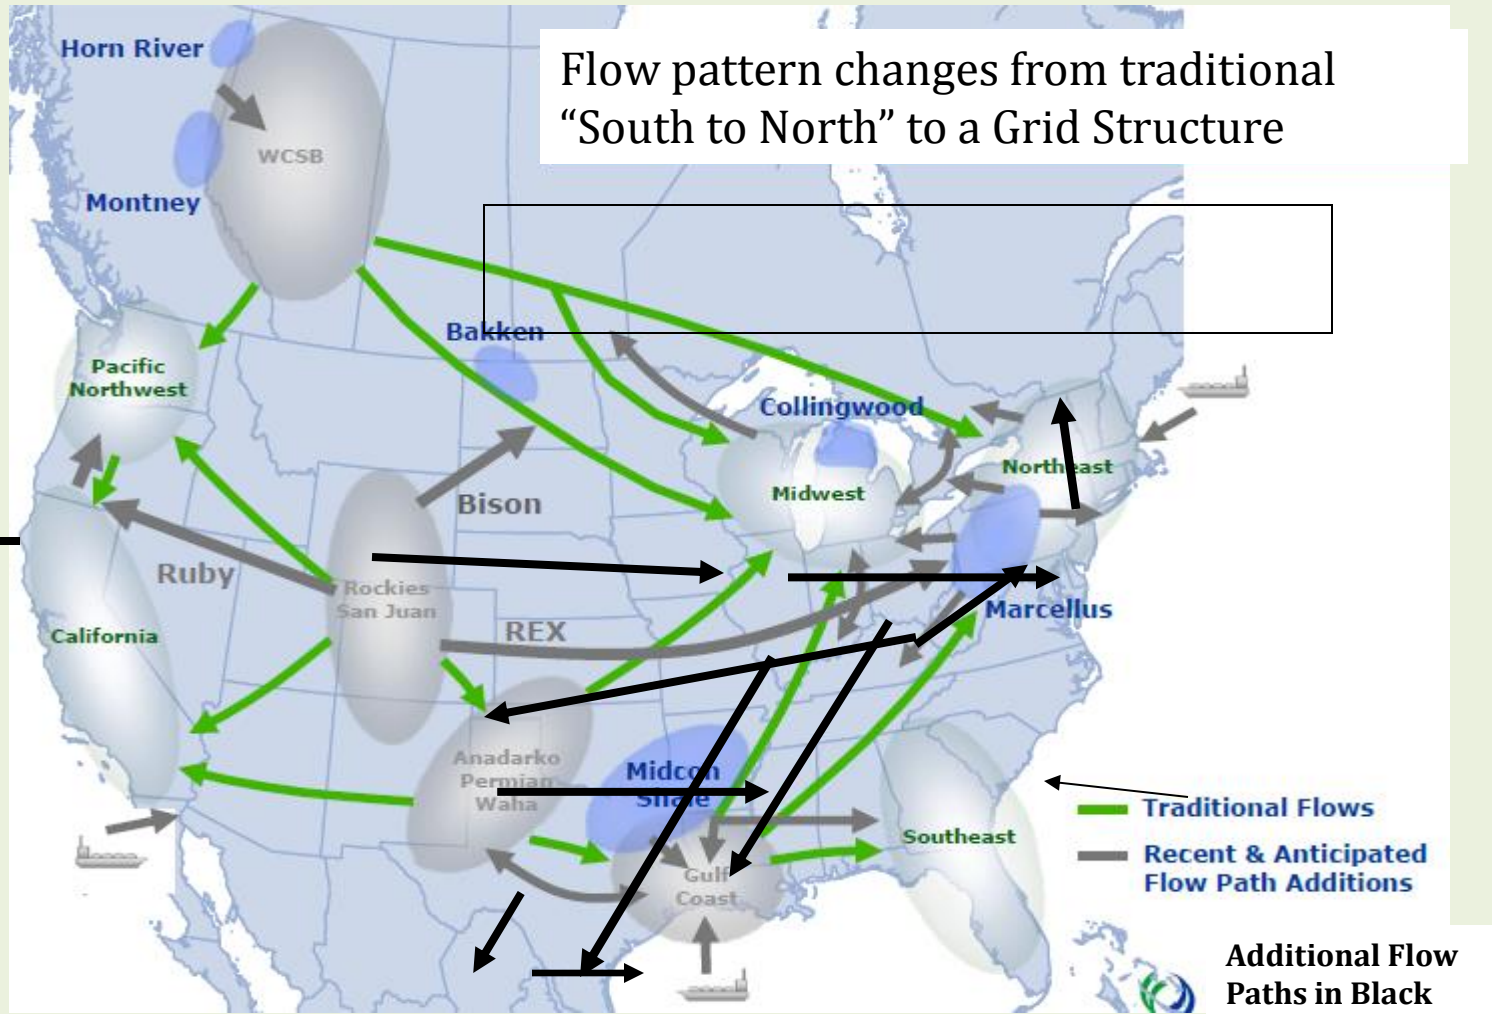 Flow pattern changes from traditional
“South to North” to a Grid Structure
Horn River
WCSB
Montney
Bakken
Pacific
Northwest
Collingwood
Northeast
Midwest
Bison
Ruby
Rockies
San Juan
REX
Marcellus
California
Anadarko
Permian
Waha
Midcon
Shale
Southeast
Gulf
Coast
Traditional Flows
Recent & Anticipated
Flow Path Additions
Additional Flow
Paths in Black